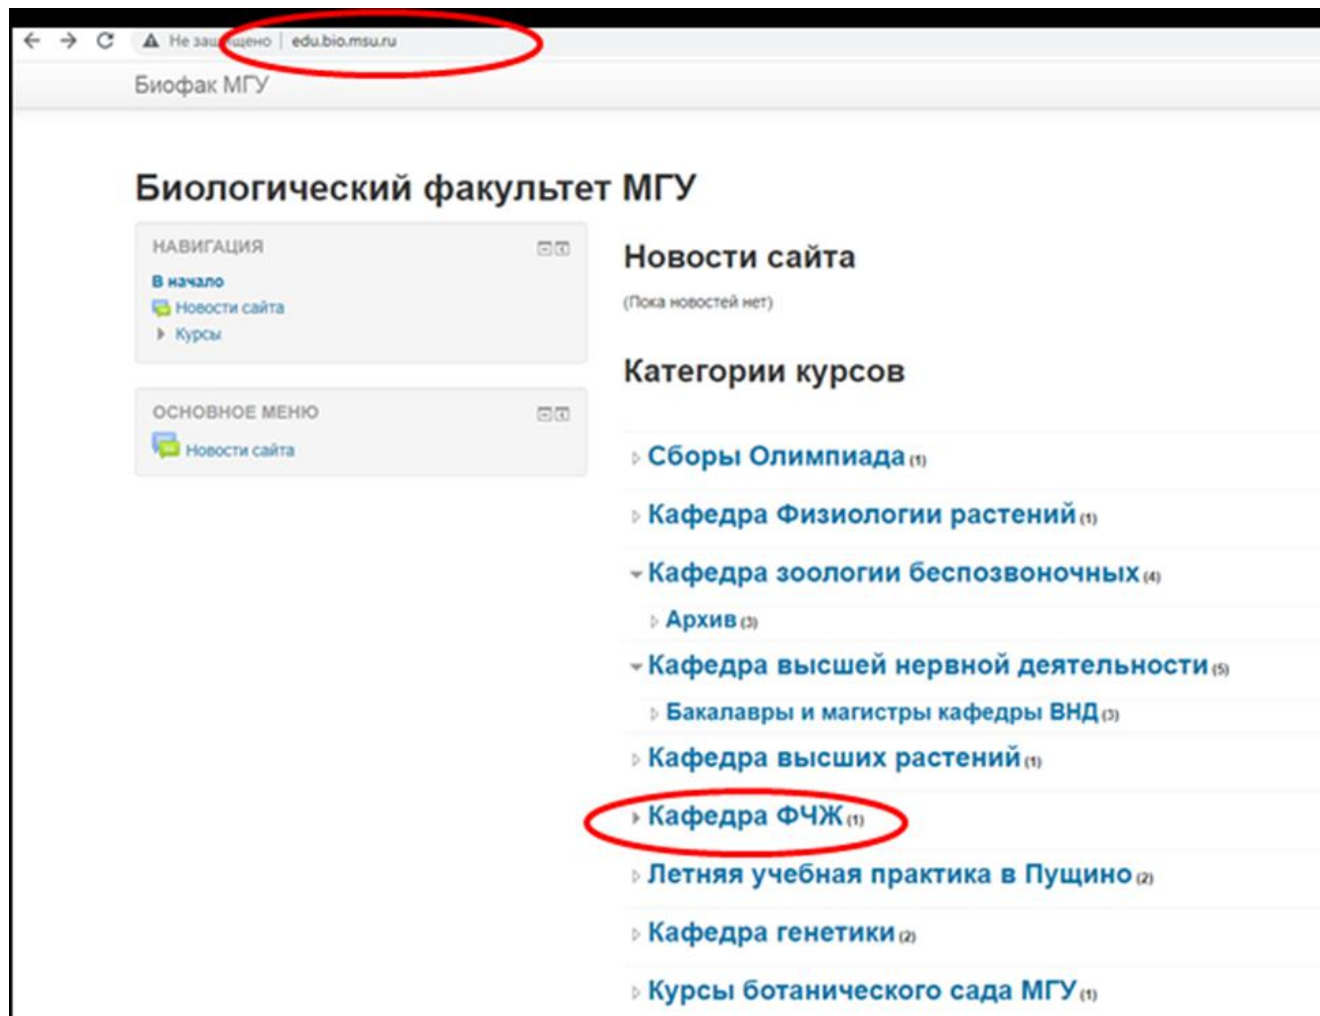 Не защищено | edu.bio.msu.ru
Биофак МГУ
Биологический факультет МГУ
НАВИГАЦИЯ
В начало
Новости сайта
Курсы
ОСНОВНОЕ МЕНЮ
Новости сайта
Новости сайта
(Пока новостей нет)
Категории курсов
Сборы Олимпиада (1)
Кафедра Физиологии растений (1)
Кафедра зоологии беспозвоночных (4)
Архив (3)
Кафедра высшей нервной деятельности (5)
Бакалавры и магистры кафедры ВНД (3)
Кафедра высших растений (1)
Кафедра ФЧЖ (1)
Летняя учебная практика в Пущино (2)
Кафедра генетики (2)
Курсы ботанического сада МГУ (1)